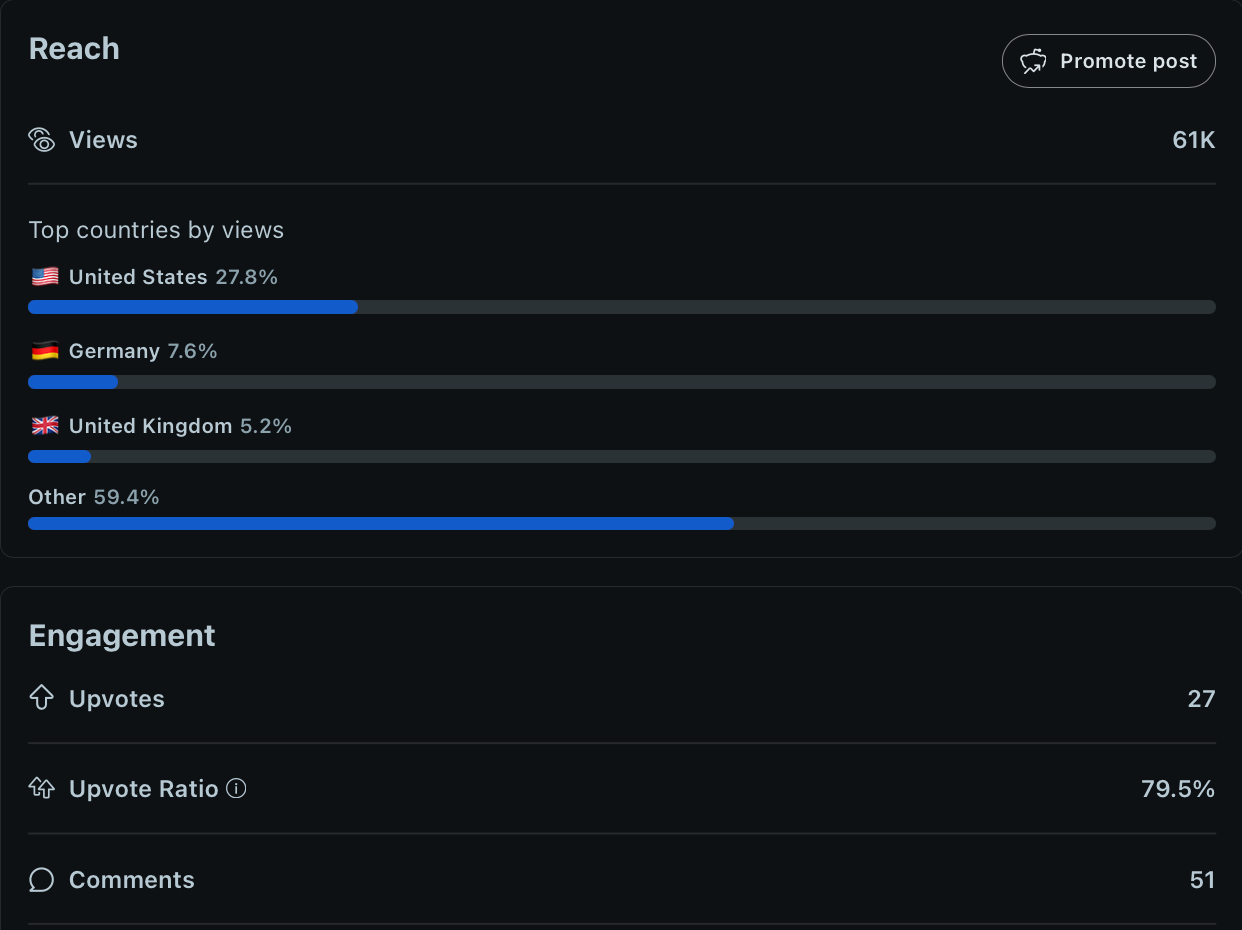 Reach
Promote post
Views 61K
Top countries by views
United States 27.8%
Germany 7.6%
United Kingdom 5.2%
Other 59.4%
Engagement
Upvotes 27
Upvote Ratio 79.5%
Comments 51